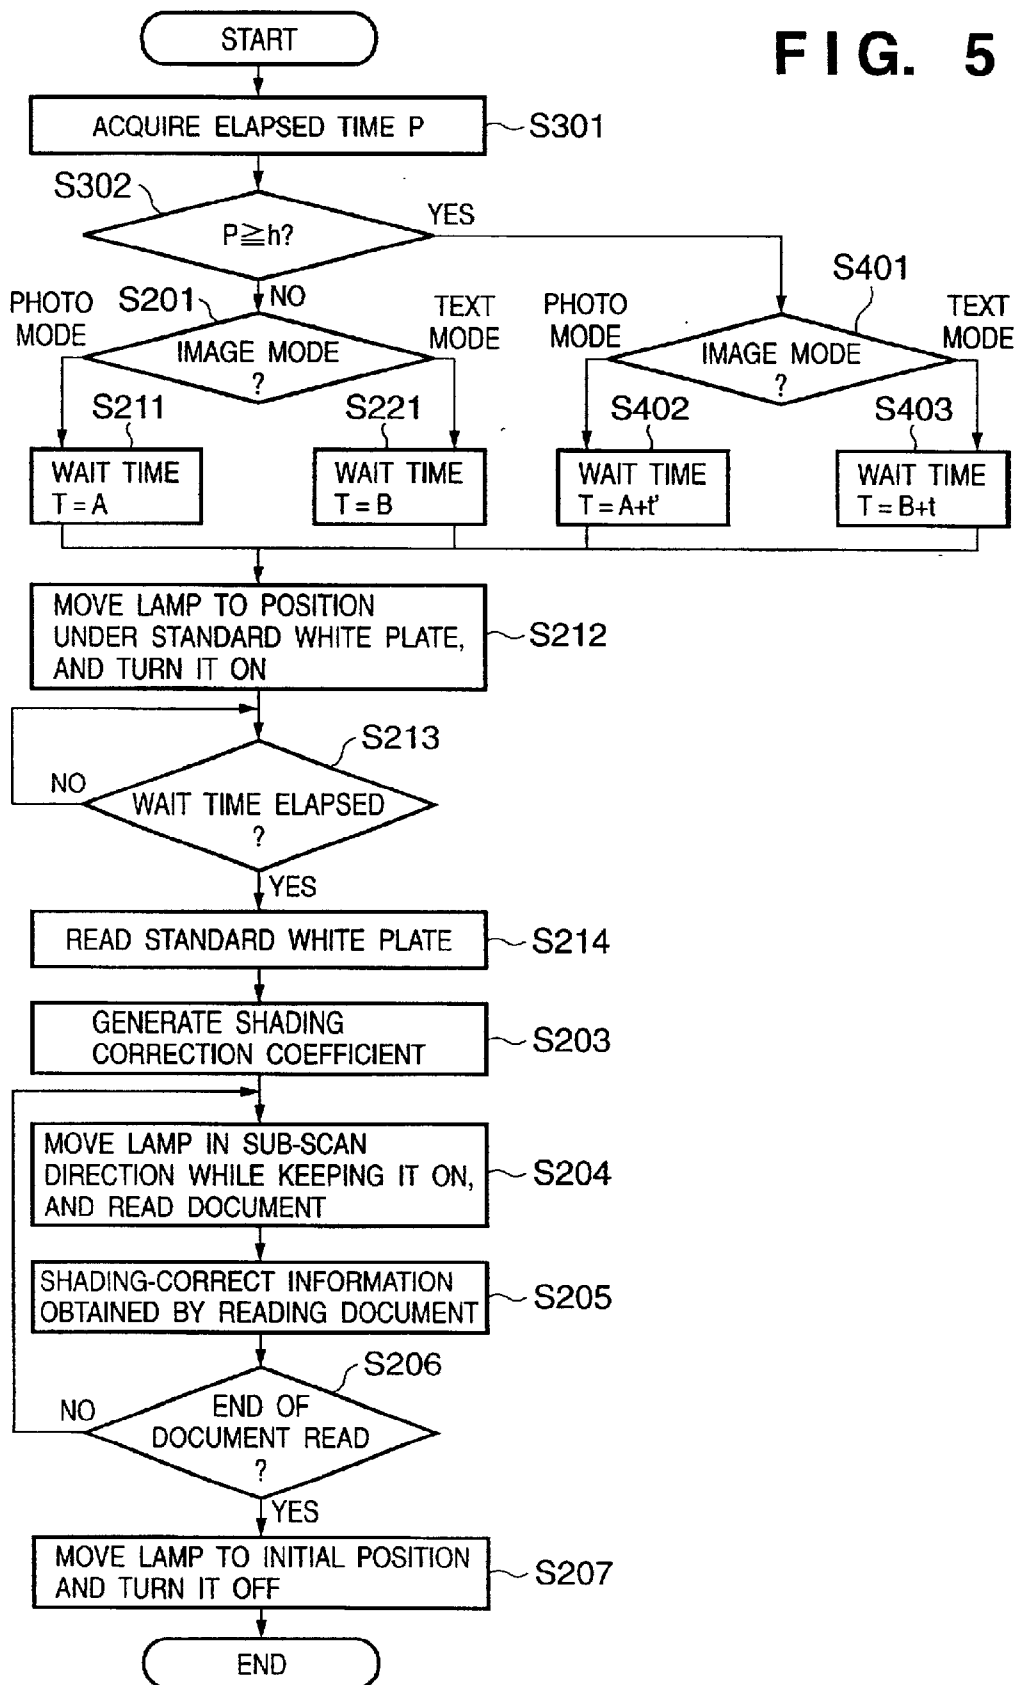 START
FIG. 5
ACQUIRE ELAPSED TIME P
S301
S302
P≧h?
YES
NO
S401
PHOTO
MODE
S201
TEXT
MODE
IMAGE MODE
?
PHOTO
MODE
TEXT
MODE
IMAGE MODE
?
S211
S221
S402
S403
WAIT TIME
T = A
WAIT TIME
T = B
WAIT TIME
T = A+t'
WAIT TIME
T = B+t
MOVE LAMP TO POSITION
UNDER STANDARD WHITE PLATE,
AND TURN IT ON
S212
S213
NO
WAIT TIME ELAPSED
?
YES
READ STANDARD WHITE PLATE
S214
GENERATE SHADING
CORRECTION COEFFICIENT
S203
MOVE LAMP IN SUB-SCAN
DIRECTION WHILE KEEPING IT ON,
AND READ DOCUMENT
S204
SHADING-CORRECT INFORMATION
OBTAINED BY READING DOCUMENT
S205
S206
NO
END OF
DOCUMENT READ
?
YES
MOVE LAMP TO INITIAL POSITION
AND TURN IT OFF
S207
END